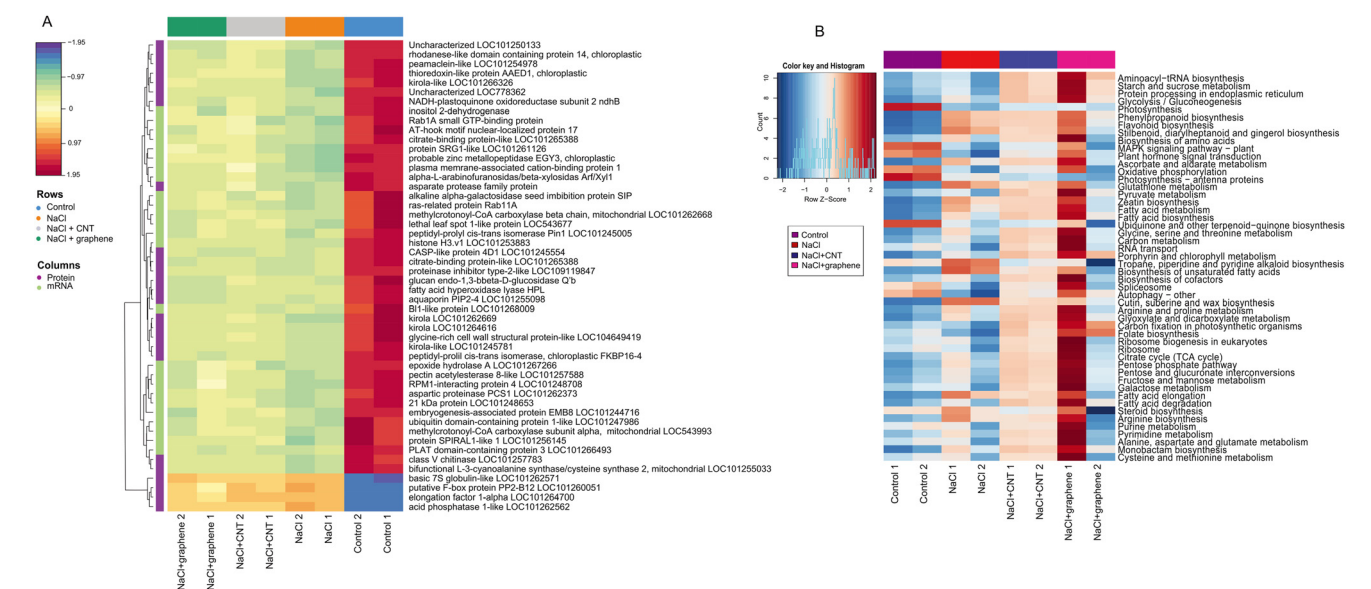 A
−1.95
−0.97
0
0.97
1.95
Rows
Control
NaCl
NaCl + CNT
NaCl + graphene
Columns
Protein
mRNA
Uncharacterized LOC101250133
rhodanese-like domain containing protein 14, chloroplastic
peamaclein-like LOC101254978
thioredoxin-like protein AAED1, chloroplastic
kirola-like LOC101266326
Uncharacterized LOC778362
NADH-plastoquinone oxidoreductase subunit 2 ndhB
inositol 2-dehydrogenase
Rab1A small GTP-binding protein
AT-hook motif nuclear-localized protein 17
citrate-binding protein-like LOC101265388
protein SRG1-like LOC101261126
probable zinc metallopeptidase EGY3, chloroplastic
plasma memrane-associated cation-binding protein 1
alpha-L-arabinofuranosidas/beta-xylosidas Arf/Xyl1
asparate protease family protein
alkaline alpha-galactosidase seed imibition protein SIP
ras-related protein Rab11A
methylcrotonoyl-CoA carboxylase beta chain, mitochondrial LOC101262668
lethal leaf spot 1-like protein LOC543677
peptidyl-prolyl cis-trans isomerase Pin1 LOC101245005
histone H3.v1 LOC101253883
CASP-like protein 4D1 LOC101245554
citrate-binding protein-like LOC101265388
proteinase inhibitor type-2-like LOC109119847
glucan endo-1,3-bbeta-D-glucosidase Q'b
fatty acid hyperoxidase lyease HPL
aquaporin PIP2-4 LOC101255098
BI1-like protein LOC101268009
kirola LOC101262669
kirola LOC101264616
glycine-rich cell wall structural protein-like LOC104649419
kirola-like LOC101245781
peptidyl-prolil cis-trans isomerase, chloroplastic FKBP16-4
epoxide hydrolase A LOC101267266
pectin acetylesterase 8-like LOC101257588
RPM1-interacting protein 4 LOC101248708
aspartic proteinase PCS1 LOC101262373
21 kDa protein LOC101248653
embryogenesis-associated protein EMB8 LOC101244716
ubiquitin domain-containing protein 1-like LOC101247986
methylcrotonoyl-CoA carboxylase subunit alpha, mitochondrial LOC543993
protein SPIRAL1-like 1 LOC101256145
PLAT domain-containing protein 3 LOC101266493
class V chitinase LOC101257783
bifunctional L-3-cyanoalanine synthase/cysteine synthase 2, mitochondrial LOC101255033
basic 7S globulin-like LOC101262571
putative F-box protein PP2-B12 LOC101260051
elongation factor 1-alpha LOC101264700
acid phosphatase 1-like LOC101262562
NaCl+graphene 2
NaCl+graphene 1
NaCl+CNT 2
NaCl+CNT 1
NaCl 2
NaCl 1
Control 2
Control 1
B
Color key and Histogram
Count
0 2 4 6 8 10
−2 −1 0 1 2
Row Z−Score
Control
NaCl
NaCl+CNT
NaCl+graphene
Aminoacyl−tRNA biosynthesis
Starch and sucrose metabolism
Protein processing in endoplasmic reticulum
Glycolysis / Gluconeogenesis
Photosynthesis
Phenylpropanoid biosynthesis
Flavonoid biosynthesis
Stilbenoid, diarylheptanoid and gingerol biosynthesis
Biosynthesis of amino acids
MAPK signaling pathway − plant
Plant hormone signal transduction
Ascorbate and aldarate metabolism
Oxidative phosphorylation
Photosynthesis − antenna proteins
Glutathione metabolism
Pyruvate metabolism
Zeatin biosynthesis
Fatty acid metabolism
Fatty acid biosynthesis
Ubiquinone and other terpenoid−quinone biosynthesis
Glycine, serine and threonine metabolism
Carbon metabolism
RNA transport
Porphyrin and chlorophyll metabolism
Tropane, piperidine and pyridine alkaloid biosynthesis
Biosynthesis of unsaturated fatty acids
Biosynthesis of cofactors
Spliceosome
Autophagy − other
Cutin, suberine and wax biosynthesis
Arginine and proline metabolism
Glyoxylate and dicarboxylate metabolism
Carbon fixation in photosynthetic organisms
Folate biosynthesis
Ribosome biogenesis in eukaryotes
Ribosome
Citrate cycle (TCA cycle)
Pentose phosphate pathway
Pentose and glucuronate interconversions
Fructose and mannose metabolism
Galactose metabolism
Fatty acid elongation
Fatty acid degradation
Steroid biosynthesis
Arginine biosynthesis
Purine metabolism
Pyrimidine metabolism
Alanine, aspartate and glutamate metabolism
Monobactam biosynthesis
Cysteine and methionine metabolism
Control 1
Control 2
NaCl 1
NaCl 2
NaCl+CNT 1
NaCl+CNT 2
NaCl+graphene 1
NaCl+graphene 2